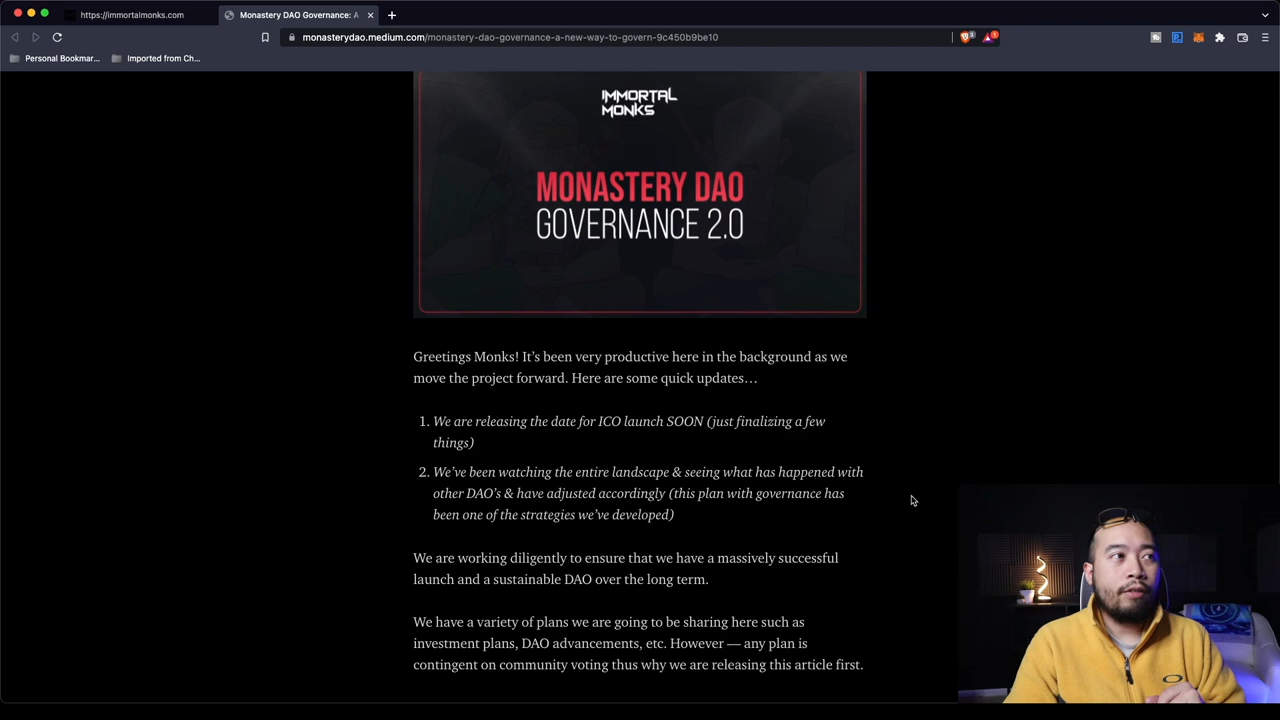 https://immortalmonks.com
Monastery DAO Governance: A
Personal Bookmar...
Imported from Ch...
monasterydao.medium.com/monastery-dao-governance-a-new-way-to-govern-9c450b9be10
3
1
IMMORTAL
MONKS
MONASTERY DAO
GOVERNANCE 2.0
Greetings Monks! It’s been very productive here in the background as we
move the project forward. Here are some quick updates…
1. We are releasing the date for ICO launch SOON (just finalizing a few
things)
2. We’ve been watching the entire landscape & seeing what has happened with
other DAO’s & have adjusted accordingly (this plan with governance has
been one of the strategies we’ve developed)
We are working diligently to ensure that we have a massively successful
launch and a sustainable DAO over the long term.
We have a variety of plans we are going to be sharing here such as
investment plans, DAO advancements, etc. However — any plan is
contingent on community voting thus why we are releasing this article first.